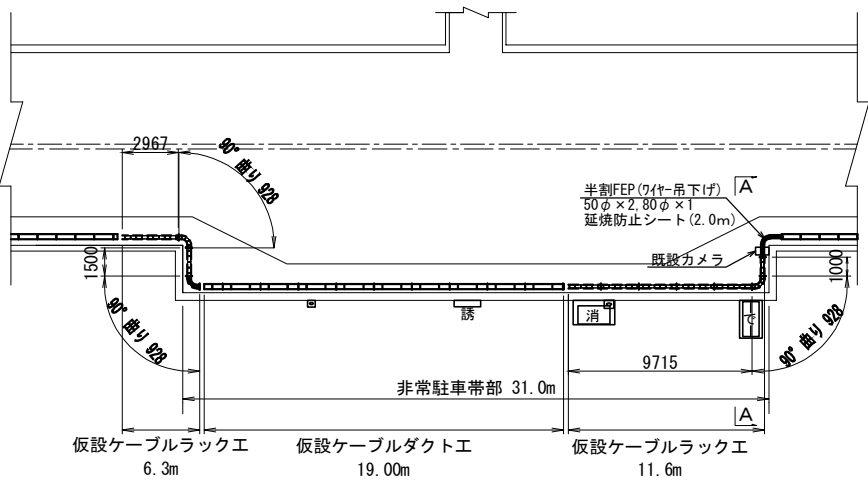 2967
90° 曲り 928
半割FEP(ワイヤー吊下げ)
50φ×2,80φ×1
延焼防止シート(2.0m)
A
既設カメラ
1500
1000
90° 曲り 928
誘
消
で
9715
90° 曲り 928
非常駐車帯部 31.0m
A
仮設ケーブルラック工
6.3m
仮設ケーブルダクト工
19.00m
仮設ケーブルラック工
11.6m